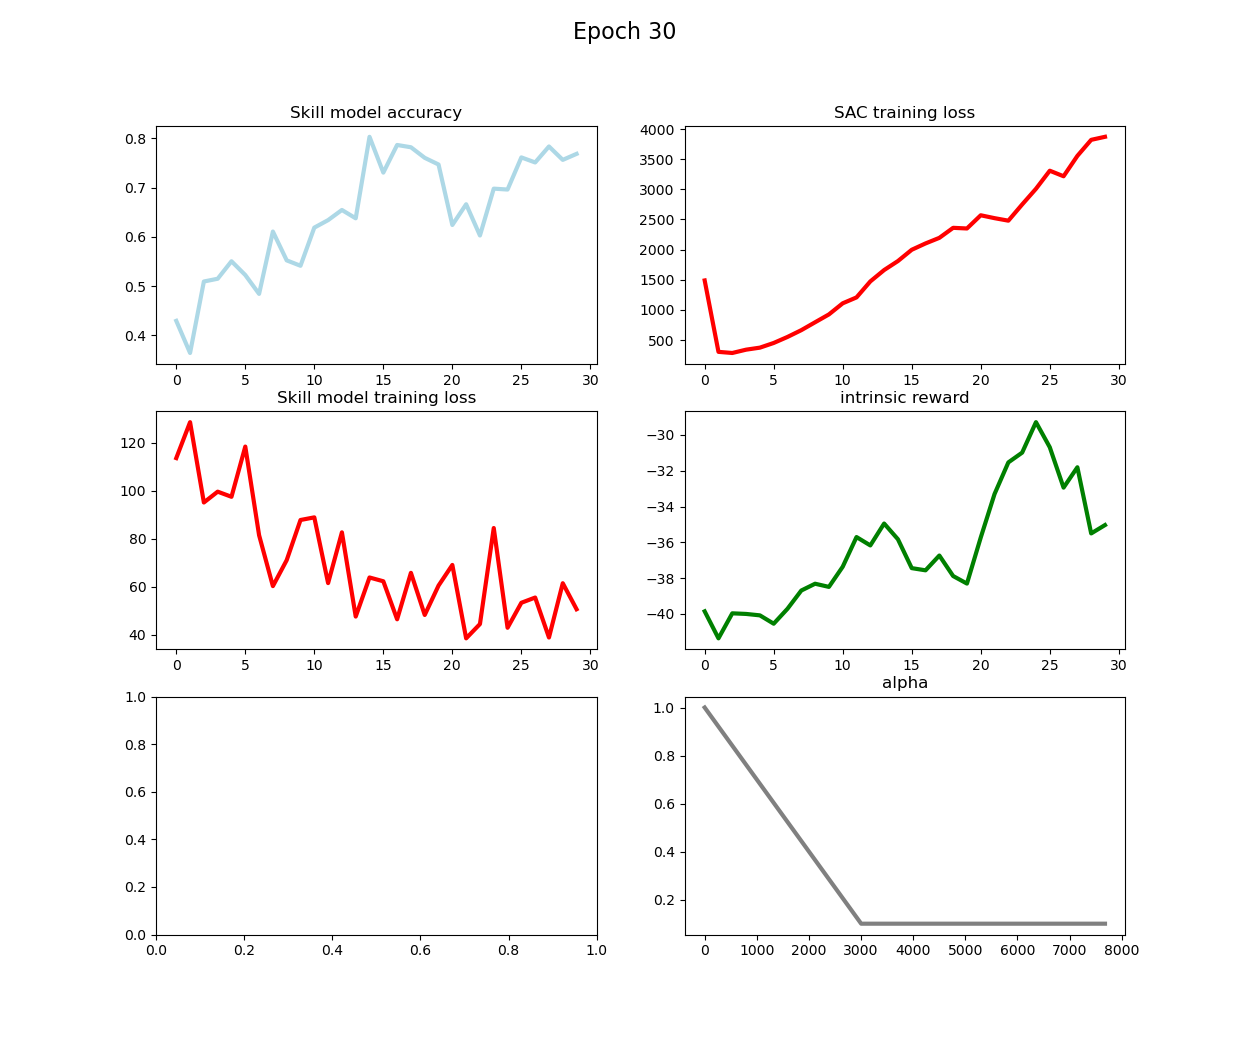 Epoch 30
Skill model accuracy
0.8
0.7
0.6
0.5
0.4
0 5 10 15 20 25 30
SAC training loss
4000
3500
3000
2500
2000
1500
1000
500
0 5 10 15 20 25 30
Skill model training loss
120
100
80
60
40
0 5 10 15 20 25 30
intrinsic reward
−30
−32
−34
−36
−38
−40
0 5 10 15 20 25 30
1.0
0.8
0.6
0.4
0.2
0.0
0.0 0.2 0.4 0.6 0.8 1.0
alpha
1.0
0.8
0.6
0.4
0.2
0 1000 2000 3000 4000 5000 6000 7000 8000